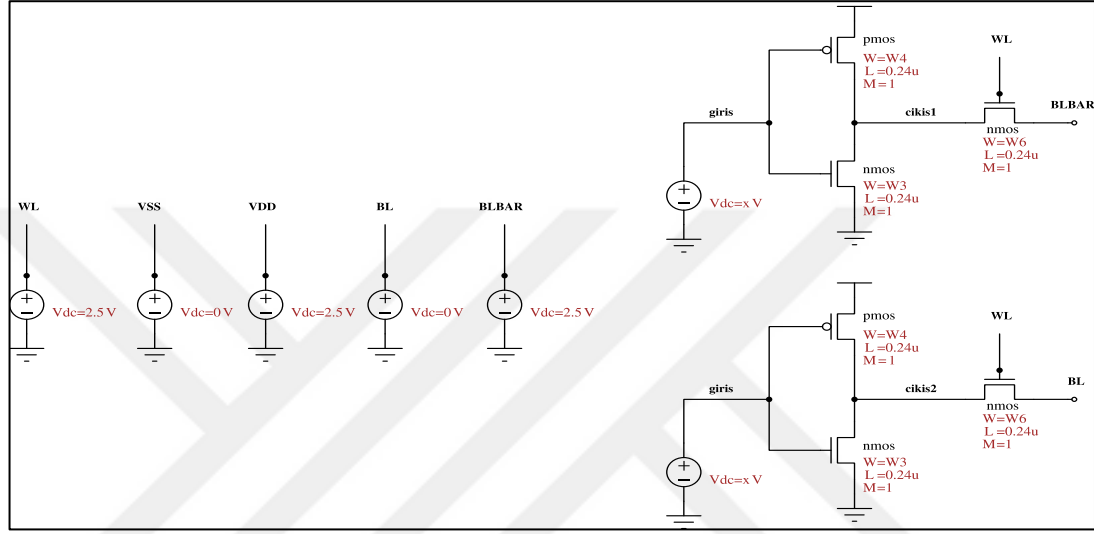 pmos
W=W4
L=0.24u
M=1
WL
BLBAR
giris
cikis1
nmos
W=W6
L=0.24u
M=1
nmos
W=W3
L=0.24u
M=1
Vdc=x V
WL
VSS
VDD
BL
BLBAR
Vdc=2.5 V
Vdc=0 V
Vdc=2.5 V
Vdc=0 V
Vdc=2.5 V
pmos
W=W4
L=0.24u
M=1
WL
BL
giris
cikis2
nmos
W=W6
L=0.24u
M=1
nmos
W=W3
L=0.24u
M=1
Vdc=x V